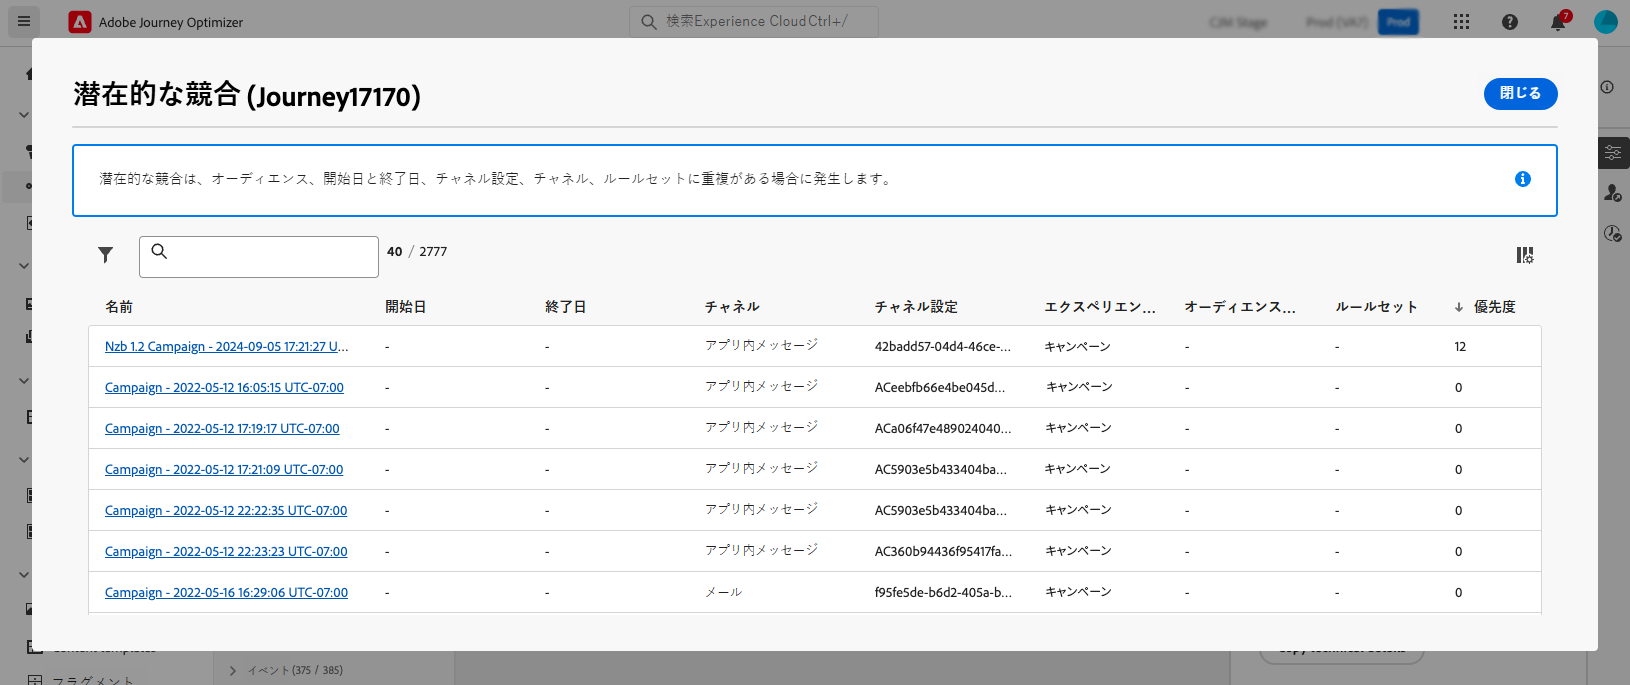 Adobe Journey Optimizer
検索Experience CloudCtrl+/
CJM Stage
Prod (VA7)
Prod
7
潜在的な競合 (Journey17170)
閉じる
潜在的な競合は、オーディエンス、開始日と終了日、チャネル設定、チャネル、ルールセットに重複がある場合に発生します。
40 / 2777
名前 開始日 終了日 チャネル チャネル設定 エクスペリエン... オーディエンス... ルールセット ↓ 優先度
Nzb 1.2 Campaign - 2024-09-05 17:21:27 U... - - アプリ内メッセージ 42badd57-04d4-46ce-... キャンペーン - - 12
Campaign - 2022-05-12 16:05:15 UTC-07:00 - - アプリ内メッセージ ACeebfb66e4be045d... キャンペーン - - 0
Campaign - 2022-05-12 17:19:17 UTC-07:00 - - アプリ内メッセージ ACa06f47e489024040... キャンペーン - - 0
Campaign - 2022-05-12 17:21:09 UTC-07:00 - - アプリ内メッセージ AC5903e5b433404ba... キャンペーン - - 0
Campaign - 2022-05-12 22:22:35 UTC-07:00 - - アプリ内メッセージ AC5903e5b433404ba... キャンペーン - - 0
Campaign - 2022-05-12 22:23:23 UTC-07:00 - - アプリ内メッセージ AC360b94436f95417fa... キャンペーン - - 0
Campaign - 2022-05-16 16:29:06 UTC-07:00 - - メール f95fe5de-b6d2-405a-b... キャンペーン - - 0
Content templates
Copy technical details
イベント (375 / 385)
フラグメント